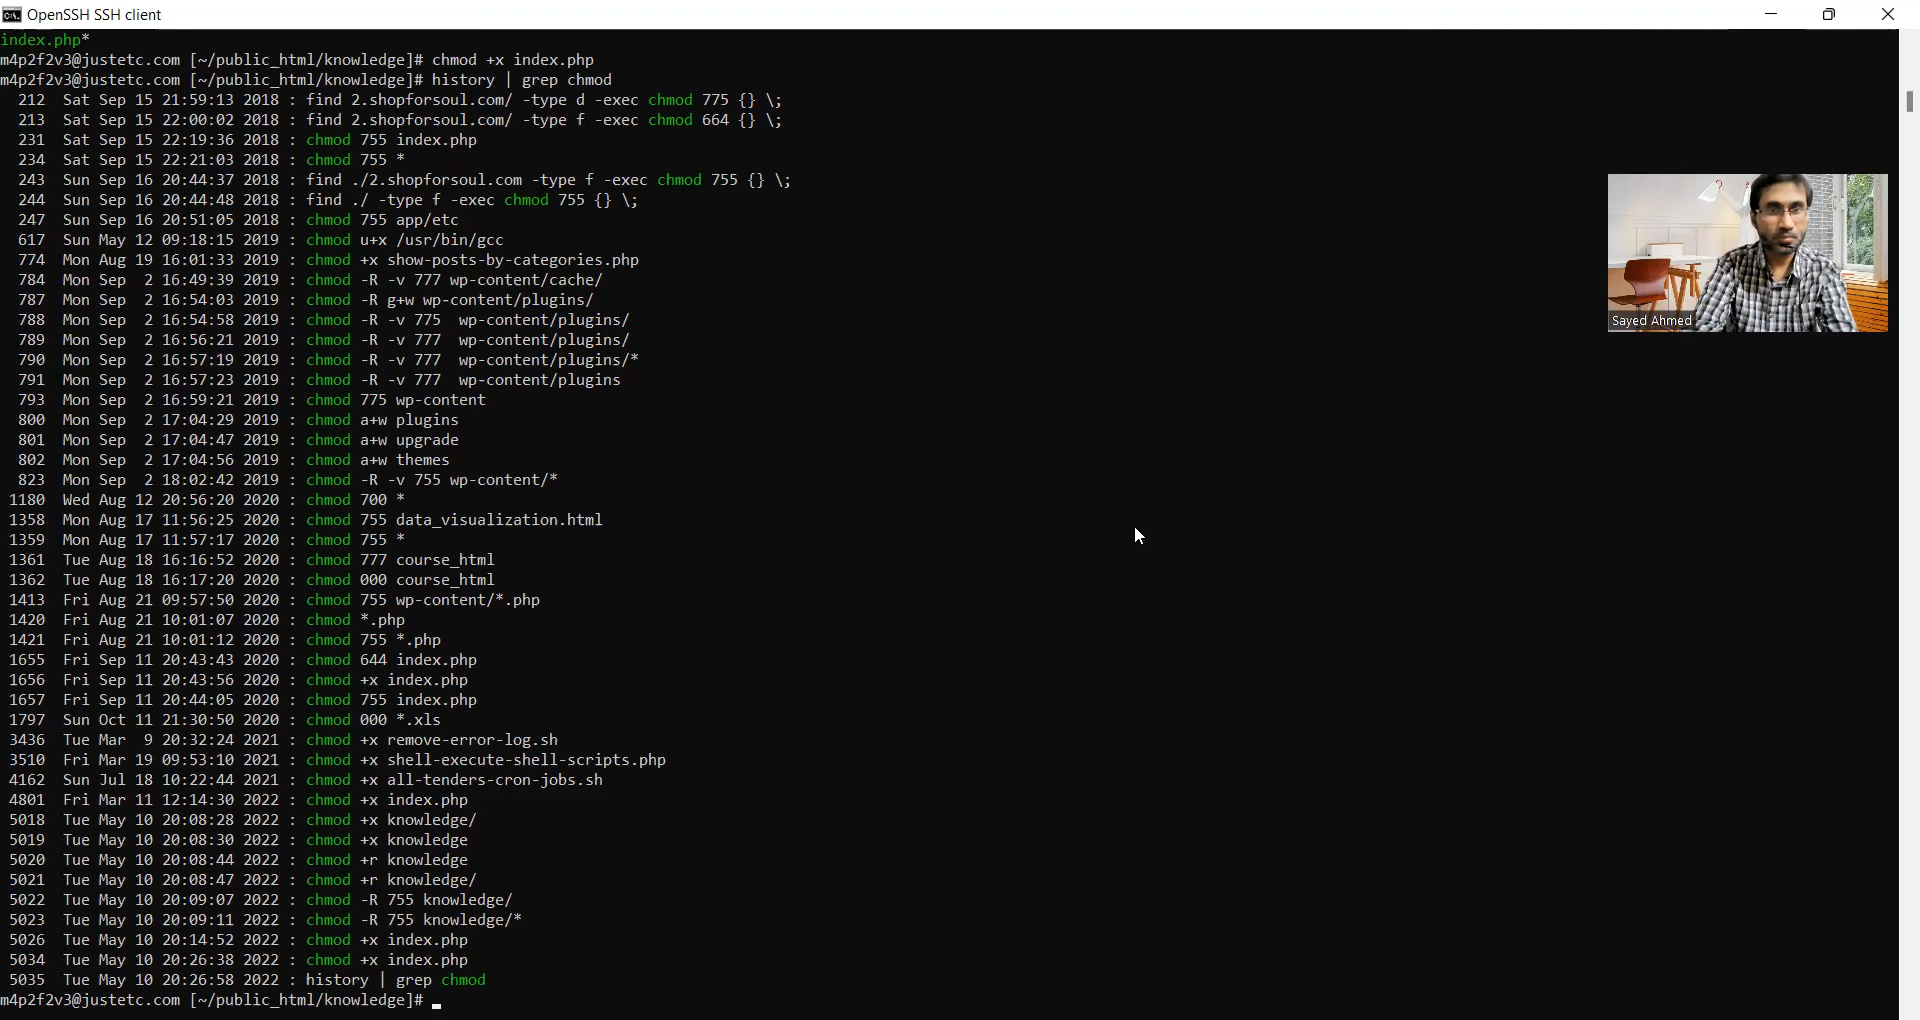 OpenSSH SSH client
index.php*
m4p2f2v3@justetc.com [~/public_html/knowledge]# chmod +x index.php
m4p2f2v3@justetc.com [~/public_html/knowledge]# history | grep chmod
212 Sat Sep 15 21:59:13 2018 : find 2.shopforsoul.com/ -type d -exec chmod 775 {} \;
213 Sat Sep 15 22:00:02 2018 : find 2.shopforsoul.com/ -type f -exec chmod 664 {} \;
231 Sat Sep 15 22:19:36 2018 : chmod 755 index.php
234 Sat Sep 15 22:21:03 2018 : chmod 755 *
243 Sun Sep 16 20:44:37 2018 : find ./2.shopforsoul.com -type f -exec chmod 755 {} \;
244 Sun Sep 16 20:44:48 2018 : find ./ -type f -exec chmod 755 {} \;
247 Sun Sep 16 20:51:05 2018 : chmod 755 app/etc
617 Sun May 12 09:18:15 2019 : chmod u+x /usr/bin/gcc
774 Mon Aug 19 16:01:33 2019 : chmod +x show-posts-by-categories.php
784 Mon Sep 2 16:49:39 2019 : chmod -R -v 777 wp-content/cache/
787 Mon Sep 2 16:54:03 2019 : chmod -R g+w wp-content/plugins/
788 Mon Sep 2 16:54:58 2019 : chmod -R -v 775 wp-content/plugins/
789 Mon Sep 2 16:56:21 2019 : chmod -R -v 777 wp-content/plugins/
790 Mon Sep 2 16:57:19 2019 : chmod -R -v 777 wp-content/plugins/*
791 Mon Sep 2 16:57:23 2019 : chmod -R -v 777 wp-content/plugins
793 Mon Sep 2 16:59:21 2019 : chmod 775 wp-content
800 Mon Sep 2 17:04:29 2019 : chmod a+w plugins
801 Mon Sep 2 17:04:47 2019 : chmod a+w upgrade
802 Mon Sep 2 17:04:56 2019 : chmod a+w themes
823 Mon Sep 2 18:02:42 2019 : chmod -R -v 755 wp-content/*
1180 Wed Aug 12 20:56:20 2020 : chmod 700 *
1358 Mon Aug 17 11:56:25 2020 : chmod 755 data_visualization.html
1359 Mon Aug 17 11:57:17 2020 : chmod 755 *
1361 Tue Aug 18 16:16:52 2020 : chmod 777 course_html
1362 Tue Aug 18 16:17:20 2020 : chmod 000 course_html
1413 Fri Aug 21 09:57:50 2020 : chmod 755 wp-content/*.php
1420 Fri Aug 21 10:01:07 2020 : chmod *.php
1421 Fri Aug 21 10:01:12 2020 : chmod 755 *.php
1655 Fri Sep 11 20:43:43 2020 : chmod 644 index.php
1656 Fri Sep 11 20:43:56 2020 : chmod +x index.php
1657 Fri Sep 11 20:44:05 2020 : chmod 755 index.php
1797 Sun Oct 11 21:30:50 2020 : chmod 000 *.xls
3436 Tue Mar 9 20:32:24 2021 : chmod +x remove-error-log.sh
3510 Fri Mar 19 09:53:10 2021 : chmod +x shell-execute-shell-scripts.php
4162 Sun Jul 18 10:22:44 2021 : chmod +x all-tenders-cron-jobs.sh
4801 Fri Mar 11 12:14:30 2022 : chmod +x index.php
5018 Tue May 10 20:08:28 2022 : chmod +x knowledge/
5019 Tue May 10 20:08:30 2022 : chmod +x knowledge
5020 Tue May 10 20:08:44 2022 : chmod +r knowledge
5021 Tue May 10 20:08:47 2022 : chmod +r knowledge/
5022 Tue May 10 20:09:07 2022 : chmod -R 755 knowledge/
5023 Tue May 10 20:09:11 2022 : chmod -R 755 knowledge/*
5026 Tue May 10 20:14:52 2022 : chmod +x index.php
5034 Tue May 10 20:26:38 2022 : chmod +x index.php
5035 Tue May 10 20:26:58 2022 : history | grep chmod
m4p2f2v3@justetc.com [~/public_html/knowledge]#
Sayed Ahmed